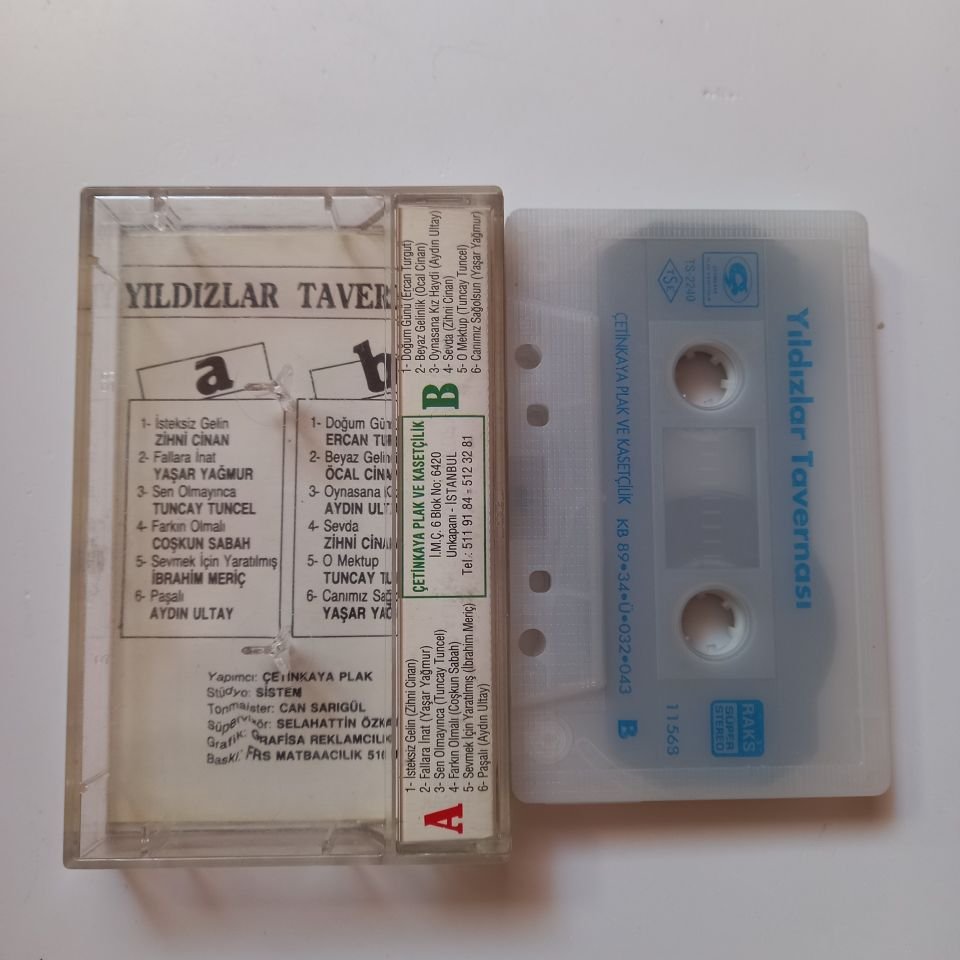 YILDIZLAR TAVER
a
1- İsteksiz Gelin
ZİHNİ CİNAN
2- Fallara İnat
YAŞAR YAĞMUR
3- Sen Olmayınca
TUNCAY TUNCEL
4- Farkın Olmalı
COŞKUN SABAH
5- Sevmek İçin Yaratılmış
İBRAHİM MERİÇ
6- Paşalı
AYDIN ULTAY
b
1- Doğum Gün
ERCAN TUR
2- Beyaz Gelin
ÖCAL CİNA
3- Oynasana K
AYDIN ULT
4- Sevda
ZİHNİ CİNA
5- O Mektup
TUNCAY TU
6- Canımız Sağ
YAŞAR YAĞ
Yapımcı: ÇETİNKAYA PLAK
Stüdyo: SİSTEM
Tonmaister: CAN SARIGÜL
Süpervizör: SELAHATTİN ÖZKA
Grafik: GRAFİSA REKLAMCILIK
Baskı: FRS MATBAACILIK 510
A
1- İsteksiz Gelin (Zihni Cinan)
2- Fallara İnat (Yaşar Yağmur)
3- Sen Olmayınca (Tuncay Tuncel)
4- Farkın Olmalı (Coşkun Sabah)
5- Sevmek İçin Yaratılmış (İbrahim Meriç)
6- Paşalı (Aydın Ultay)
ÇETİNKAYA PLAK VE KASETÇİLİK
İ.M.Ç. 6 Blok No: 6420
Unkapanı - İSTANBUL
Tel.: 511 91 84 - 512 32 81
B
1- Doğum Günü (Ercan Turgut)
2- Beyaz Gelinlik (Öcal Cinan)
3- Oynasana Kız Haydi (Aydın Ultay)
4- Sevda (Zihni Cinan)
5- O Mektup (Tuncay Tuncel)
6- Canımız Sağolsun (Yaşar Yağmur)
Yıldızlar Tavernası
TSE
TS-2240
ÇETİNKAYA PLAK VE KASETÇİLİK KB 89•34•Ü•032•043 B
RAKS
SÜPER
STEREO
11568